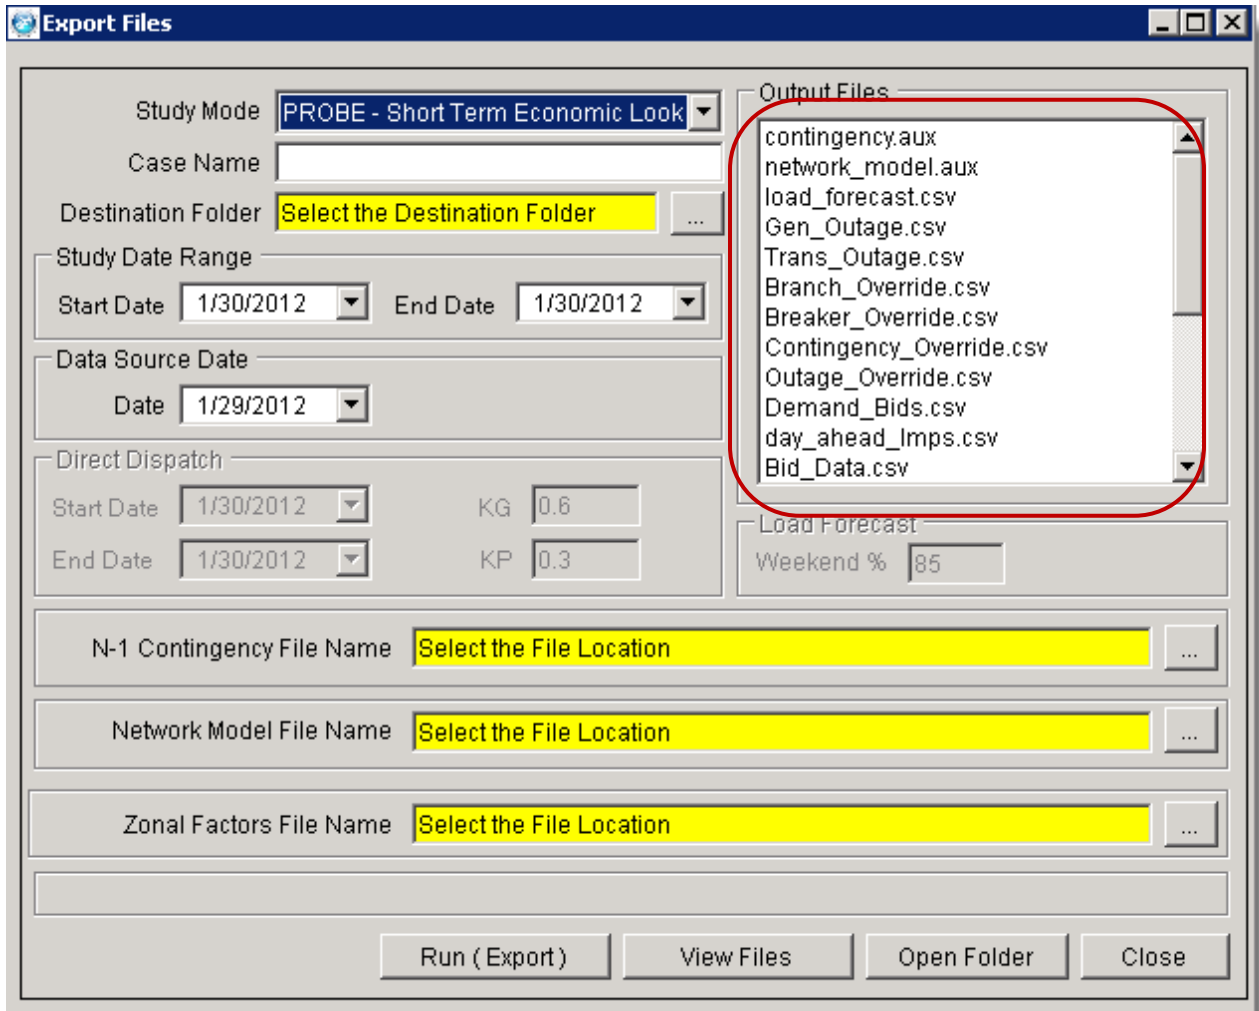 Export Files
Study Mode PROBE - Short Term Economic Look
Case Name
Destination Folder Select the Destination Folder ...
Study Date Range
Start Date 1/30/2012 End Date 1/30/2012
Data Source Date
Date 1/29/2012
Direct Dispatch
Start Date 1/30/2012 KG 0.6
End Date 1/30/2012 KP 0.3
Output Files
contingency.aux
network_model.aux
load_forecast.csv
Gen_Outage.csv
Trans_Outage.csv
Branch_Override.csv
Breaker_Override.csv
Contingency_Override.csv
Outage_Override.csv
Demand_Bids.csv
day_ahead_lmps.csv
Bid_Data.csv
Load Forecast
Weekend % 85
N-1 Contingency File Name Select the File Location ...
Network Model File Name Select the File Location ...
Zonal Factors File Name Select the File Location ...
Run ( Export ) View Files Open Folder Close